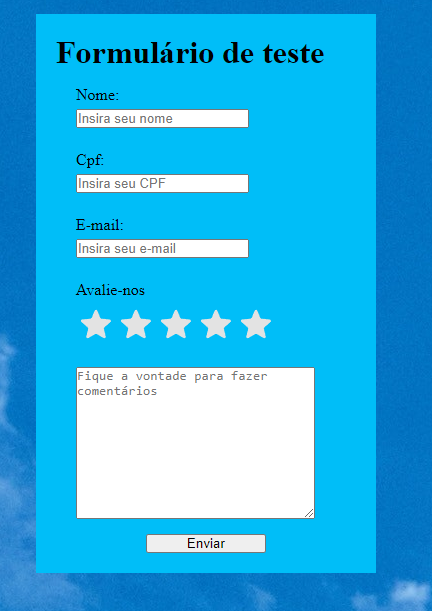 Formulário de teste
Nome:
Insira seu nome
Cpf:
Insira seu CPF
E-mail:
Insira seu e-mail
Avalie-nos
Fique a vontade para fazer
comentários
Enviar